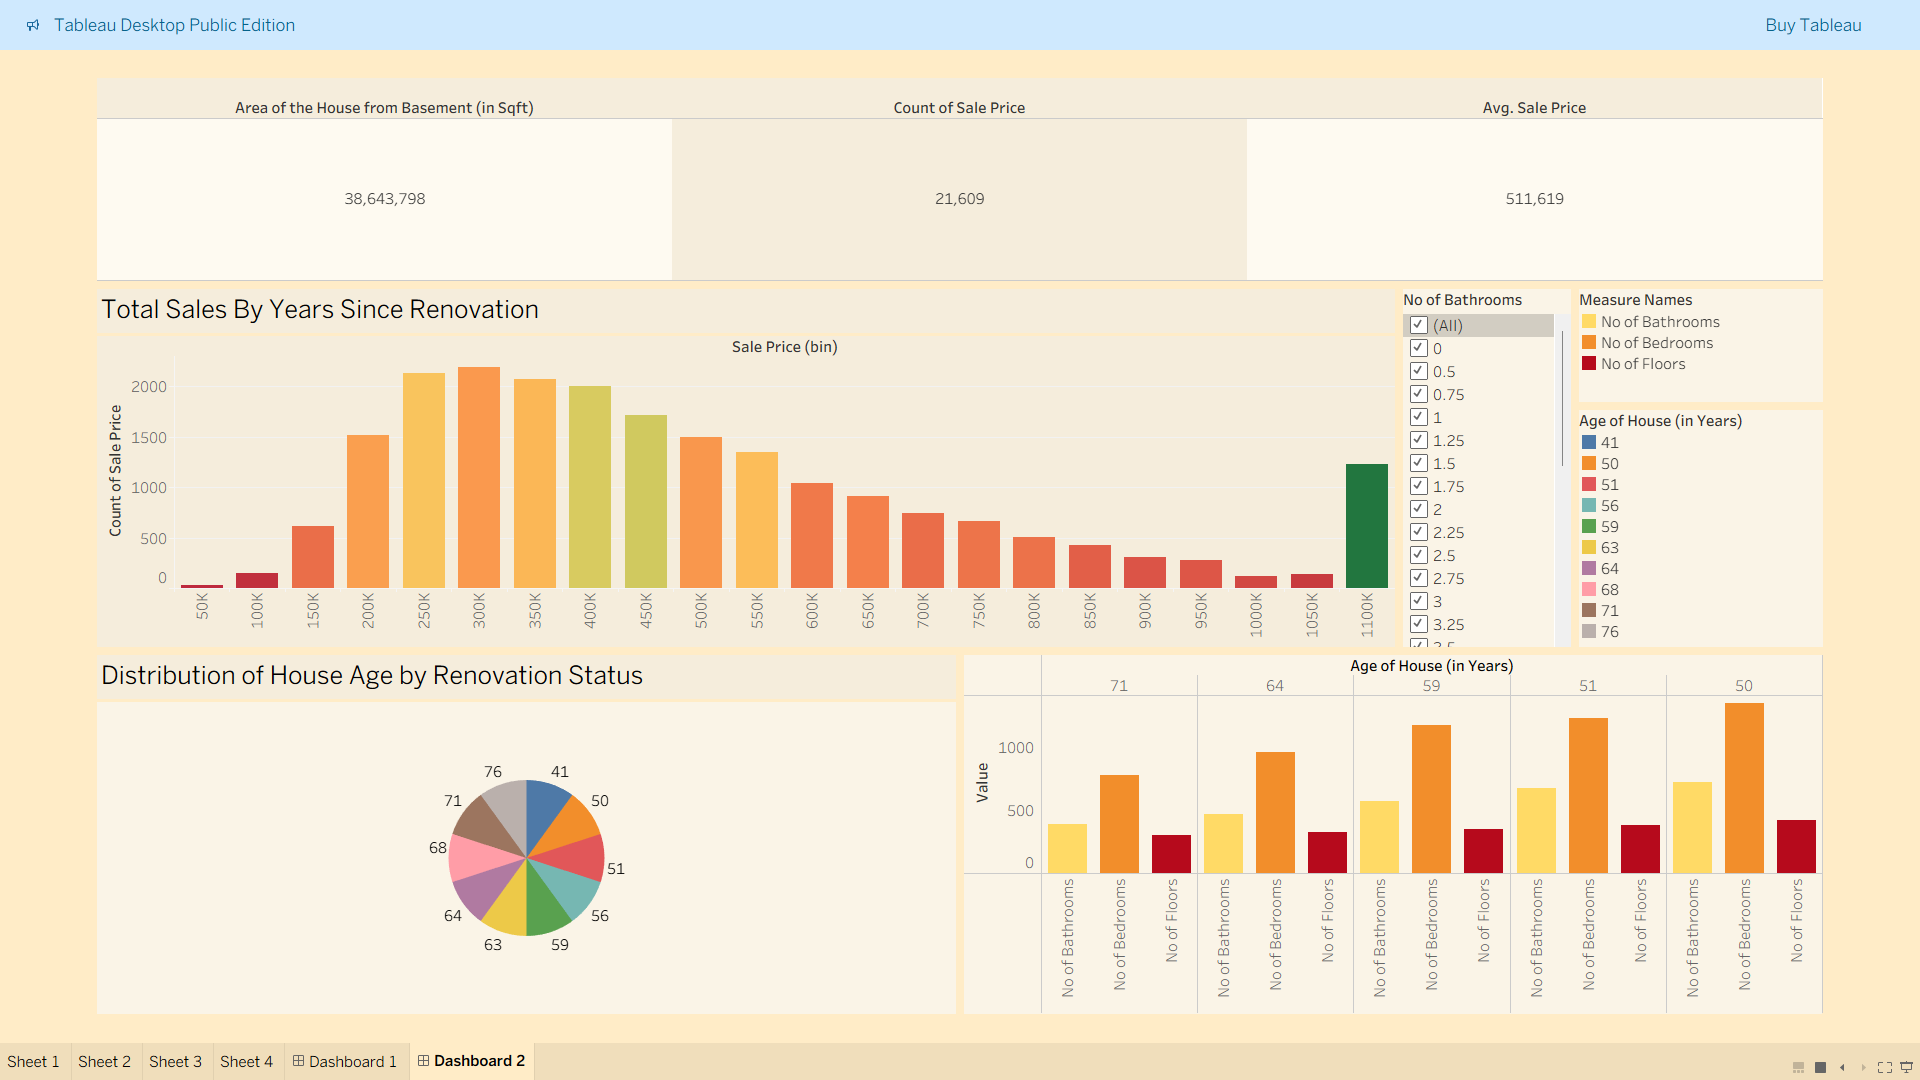 Tableau Desktop Public Edition
Buy Tableau
Area of the House from Basement (in Sqft)
Count of Sale Price
Avg. Sale Price
38,643,798
21,609
511,619
Total Sales By Years Since Renovation
Sale Price (bin)
Count of Sale Price
2000
1500
1000
500
0
50K
100K
150K
200K
250K
300K
350K
400K
450K
500K
550K
600K
650K
700K
750K
800K
850K
900K
950K
1000K
1050K
1100K
No of Bathrooms
(All)
0
0.5
0.75
1
1.25
1.5
1.75
2
2.25
2.5
2.75
3
3.25
Measure Names
No of Bathrooms
No of Bedrooms
No of Floors
Age of House (in Years)
41
50
51
56
59
63
64
68
71
76
Distribution of House Age by Renovation Status
76
41
71
50
68
51
64
56
63
59
Age of House (in Years)
71
64
59
51
50
Value
1000
500
0
No of Bathrooms
No of Bedrooms
No of Floors
No of Bathrooms
No of Bedrooms
No of Floors
No of Bathrooms
No of Bedrooms
No of Floors
No of Bathrooms
No of Bedrooms
No of Floors
No of Bathrooms
No of Bedrooms
No of Floors
Sheet 1
Sheet 2
Sheet 3
Sheet 4
Dashboard 1
Dashboard 2